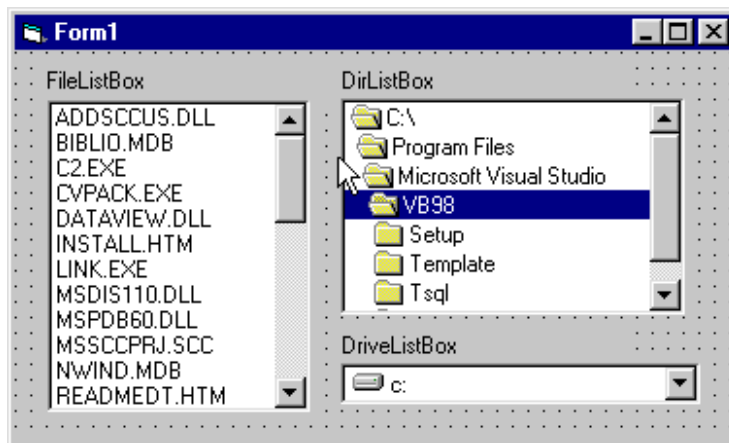 Form1
FileListBox
ADDSCCUS.DLL
BIBLIO.MDB
C2.EXE
CVPACK.EXE
DATAVIEW.DLL
INSTALL.HTM
LINK.EXE
MSDIS110.DLL
MSPDB60.DLL
MSSCCPRJ.SCC
NWIND.MDB
READMEDT.HTM
DirListBox
C:\
Program Files
Microsoft Visual Studio
VB98
Setup
Template
Tsql
DriveListBox
c: